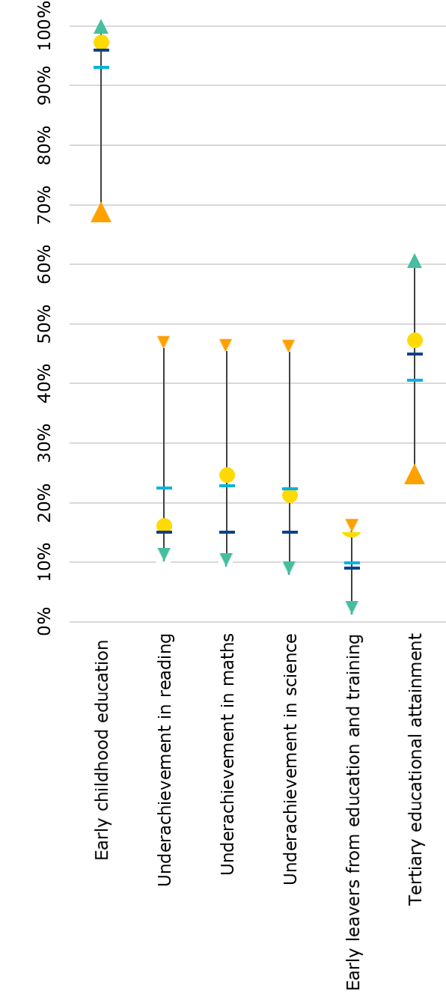 100%
90%
80%
70%
60%
50%
40%
30%
20%
10%
0%
Early childhood education
Underachievement in reading
Underachievement in maths
Underachievement in science
Early leavers from education and training
Tertiary educational attainment